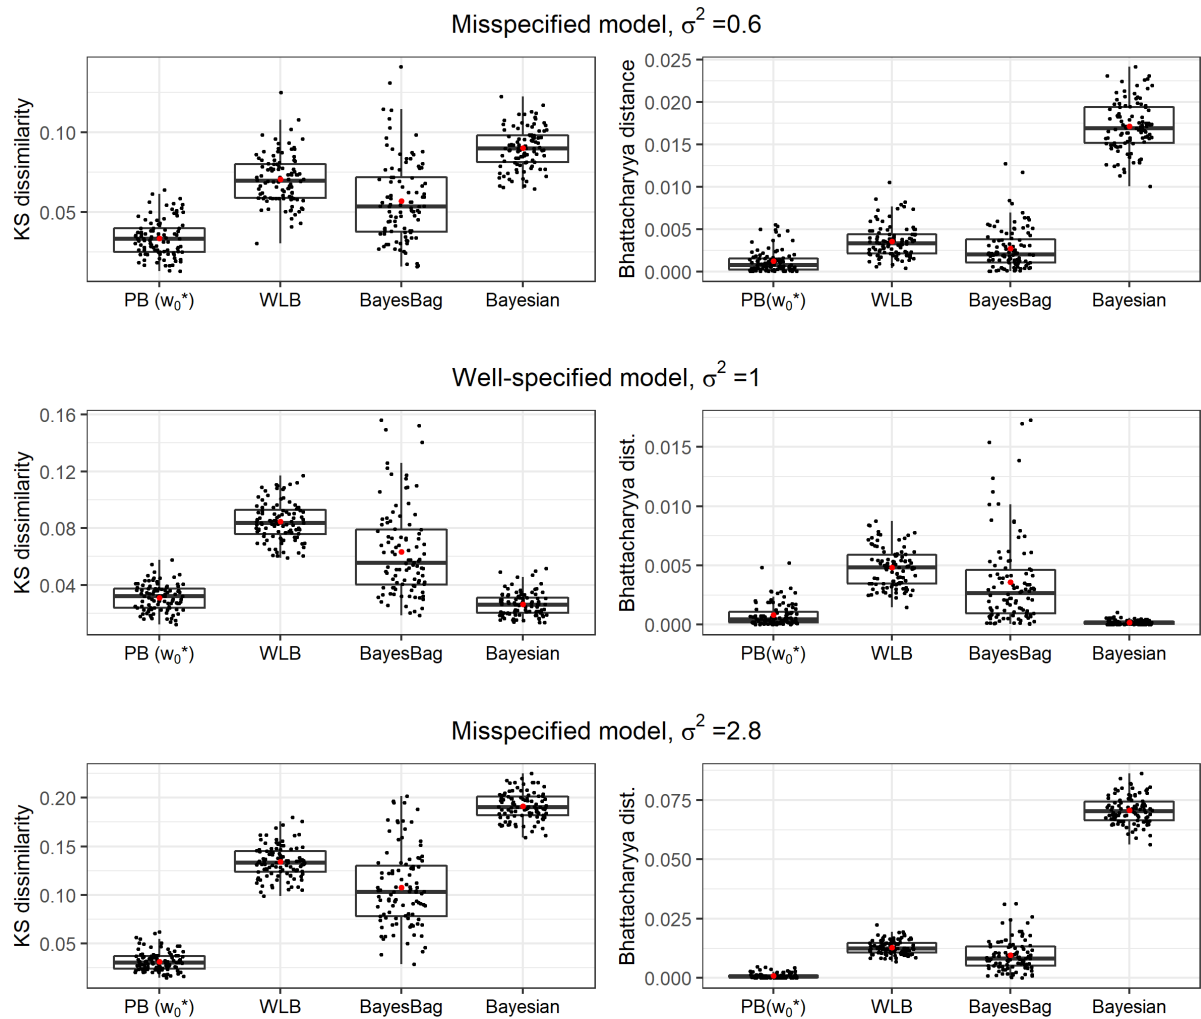 Misspecified model, σ² =0.6
KS dissimilarity
0.10
0.05
PB (w₀*)
WLB
BayesBag
Bayesian
Bhattacharyya distance
0.025
0.020
0.015
0.010
0.005
0.000
PB(w₀*)
WLB
BayesBag
Bayesian
Well-specified model, σ² =1
KS dissimilarity
0.16
0.12
0.08
0.04
PB (w₀*)
WLB
BayesBag
Bayesian
Bhattacharyya dist.
0.015
0.010
0.005
0.000
PB(w₀*)
WLB
BayesBag
Bayesian
Misspecified model, σ² =2.8
KS dissimilarity
0.20
0.15
0.10
0.05
PB (w₀*)
WLB
BayesBag
Bayesian
Bhattacharyya dist.
0.075
0.050
0.025
0.000
PB(w₀*)
WLB
BayesBag
Bayesian